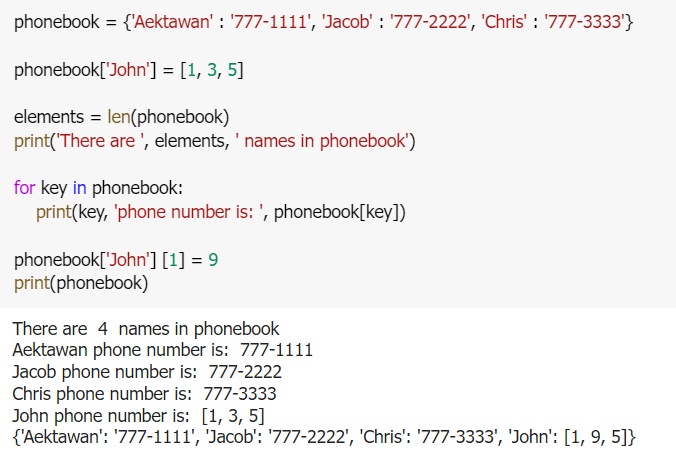 phonebook = {'Aektawan' : '777-1111', 'Jacob' : '777-2222', 'Chris' : '777-3333'}
phonebook['John'] = [1, 3, 5]
elements = len(phonebook)
print('There are ', elements, ' names in phonebook')
for key in phonebook:
    print(key, 'phone number is: ', phonebook[key])
phonebook['John'] [1] = 9
print(phonebook)
There are  4  names in phonebook
Aektawan phone number is:  777-1111
Jacob phone number is:  777-2222
Chris phone number is:  777-3333
John phone number is:  [1, 3, 5]
{'Aektawan': '777-1111', 'Jacob': '777-2222', 'Chris': '777-3333', 'John': [1, 9, 5]}